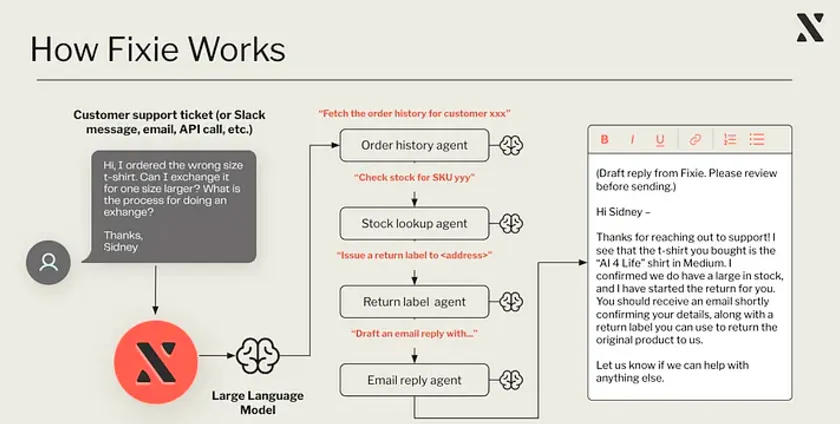 How Fixie Works
Customer support ticket (or Slack
message, email, API call, etc.)
Hi, I ordered the wrong size
t-shirt. Can I exchange it
for one size larger? What is
the process for doing an
exhange?
Thanks,
Sidney
Large Language
Model
“Fetch the order history for customer xxx”
Order history agent
“Check stock for SKU yyy”
Stock lookup agent
“Issue a return label to <address>”
Return label agent
“Draft an email reply with...”
Email reply agent
B I U
(Draft reply from Fixie. Please review
before sending.)
Hi Sidney –
Thanks for reaching out to support! I
see that the t-shirt you bought is the
“AI 4 Life” shirt in Medium. I
confirmed we do have a large in stock,
and I have started the return for you.
You should receive an email shortly
confirming your details, along with a
return label you can use to return the
original product to us.
Let us know if we can help with
anything else.